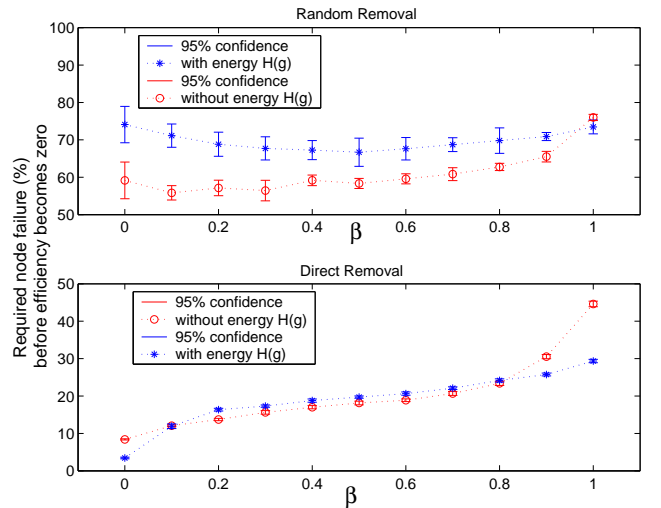 Random Removal
100
90
80
70
60
50
95% confidence
with energy H(g)
95% confidence
without energy H(g)
0
0.2
0.4
0.6
0.8
1
β
Required node failure (%)
before efficiency becomes zero
Direct Removal
50
40
30
20
10
0
95% confidence
without energy H(g)
95% confidence
with energy H(g)
0
0.2
0.4
0.6
0.8
1
β